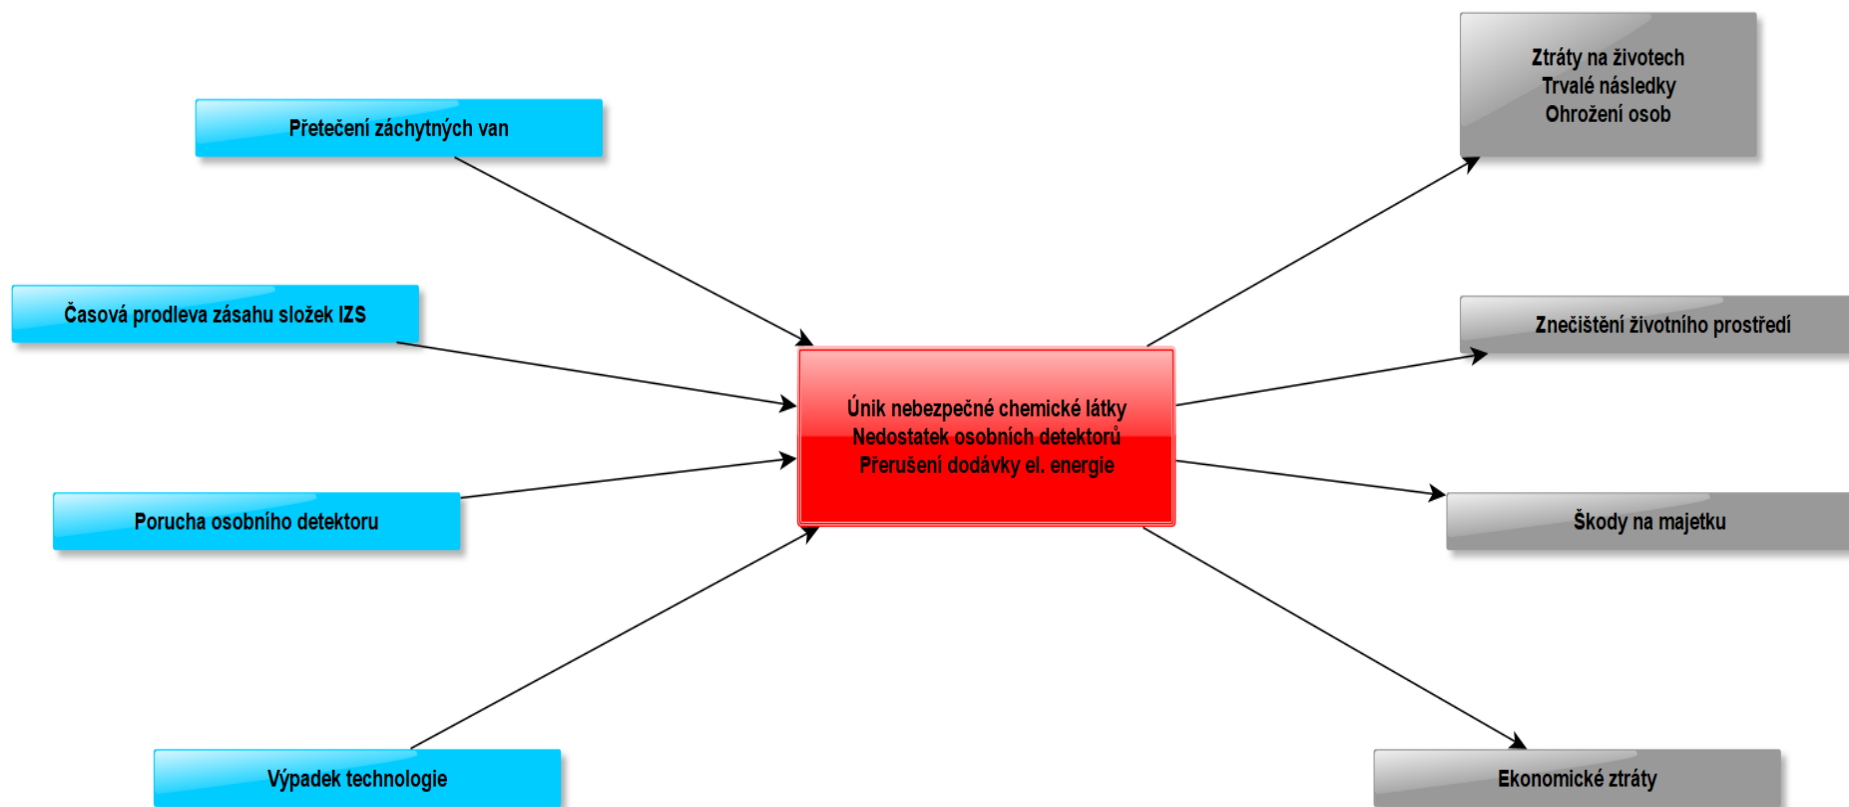 Přetečení záchytných van
Časová prodleva zásahu složek IZS
Porucha osobního detektoru
Výpadek technologie
Únik nebezpečné chemické látky
Nedostatek osobních detektorů
Přerušení dodávky el. energie
Ztráty na životech
Trvalé následky
Ohrožení osob
Znečištění životního prostředí
Škody na majetku
Ekonomické ztráty